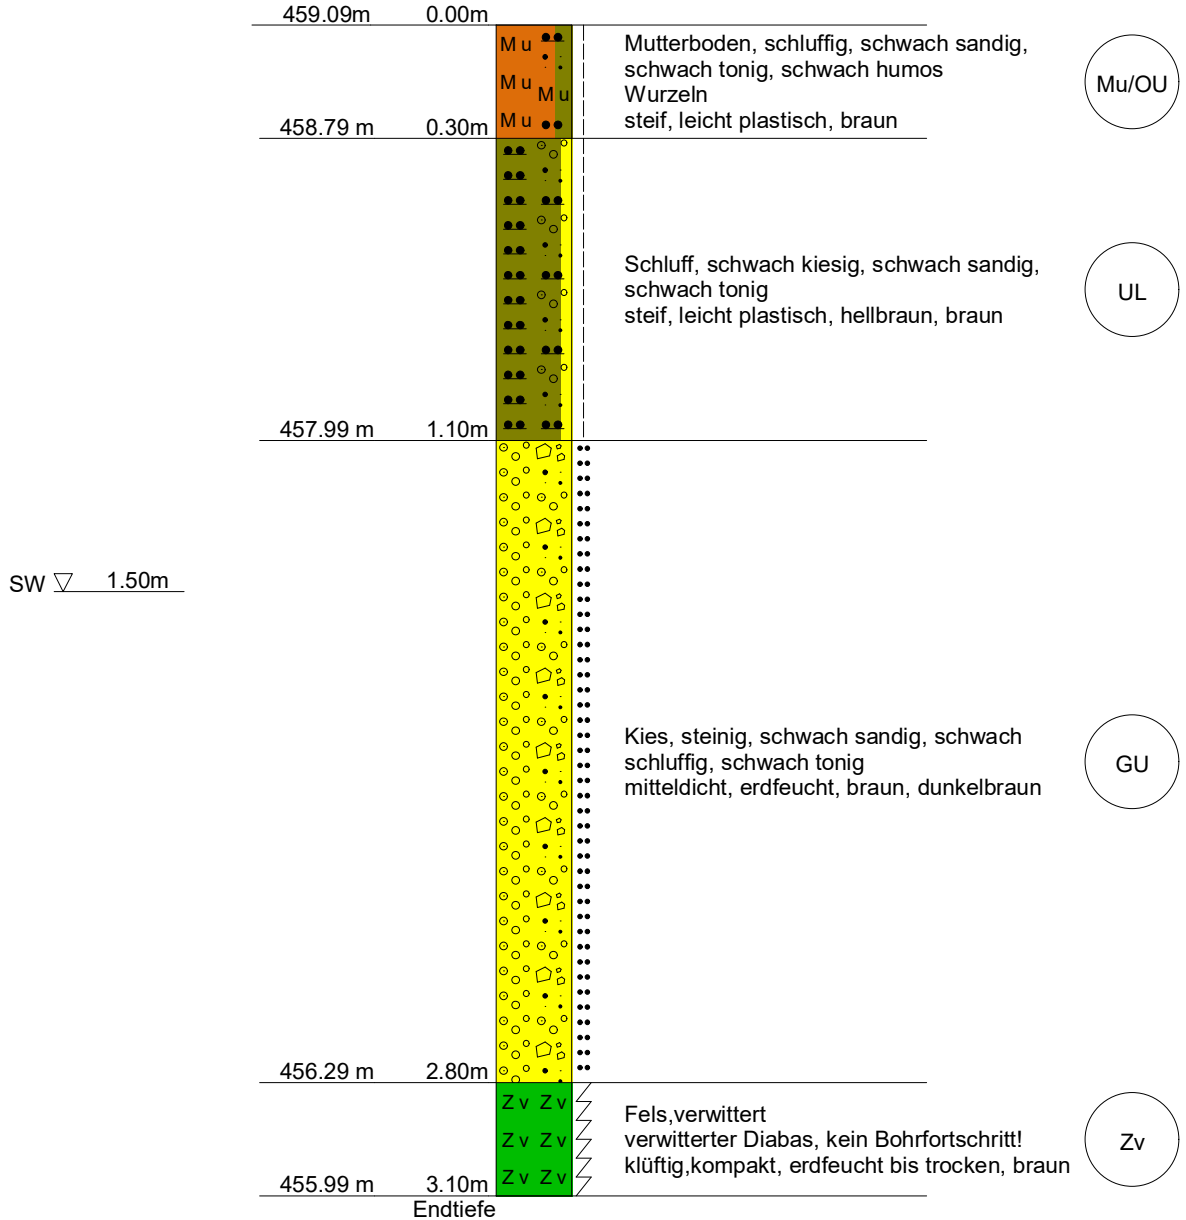 459.09m 0.00m
Mu
Mu
Mu
Mu
Mutterboden, schluffig, schwach sandig,
schwach tonig, schwach humos
Wurzeln
steif, leicht plastisch, braun
Mu/OU
458.79 m 0.30m
Schluff, schwach kiesig, schwach sandig,
schwach tonig
steif, leicht plastisch, hellbraun, braun
UL
457.99 m 1.10m
SW 1.50m
Kies, steinig, schwach sandig, schwach
schluffig, schwach tonig
mitteldicht, erdfeucht, braun, dunkelbraun
GU
456.29 m 2.80m
Zv Zv
Zv Zv
Zv Zv
Fels,verwittert
verwitterter Diabas, kein Bohrfortschritt!
klüftig,kompakt, erdfeucht bis trocken, braun
Zv
455.99 m 3.10m
Endtiefe